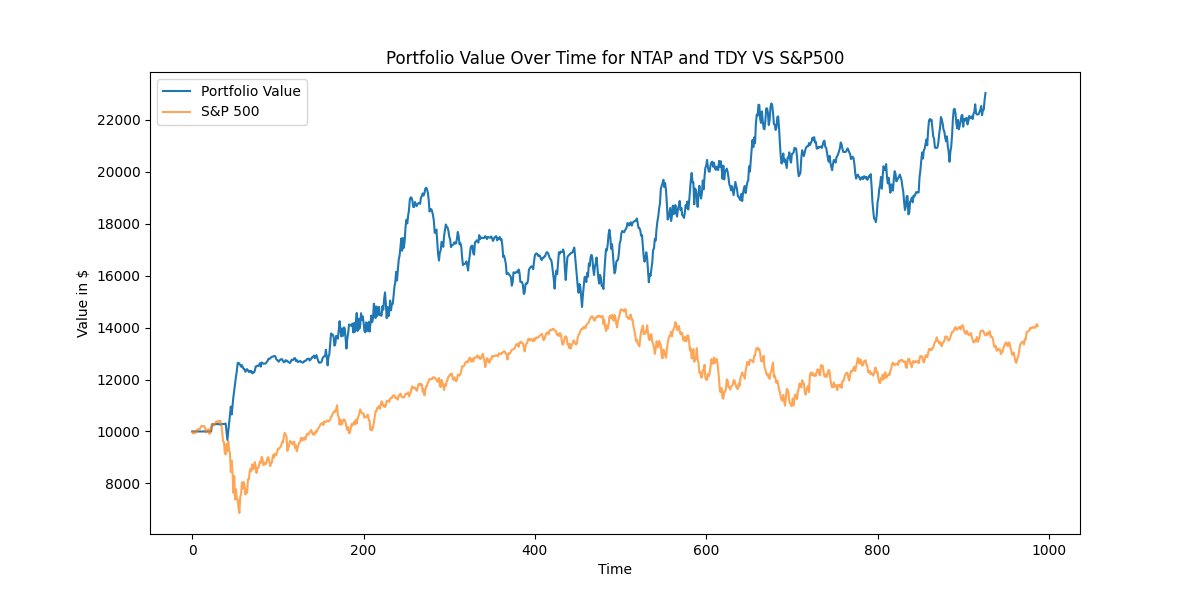 Portfolio Value Over Time for NTAP and TDY VS S&P500
Portfolio Value
S&P 500
Value in $
22000
20000
18000
16000
14000
12000
10000
8000
0 200 400 600 800 1000
Time